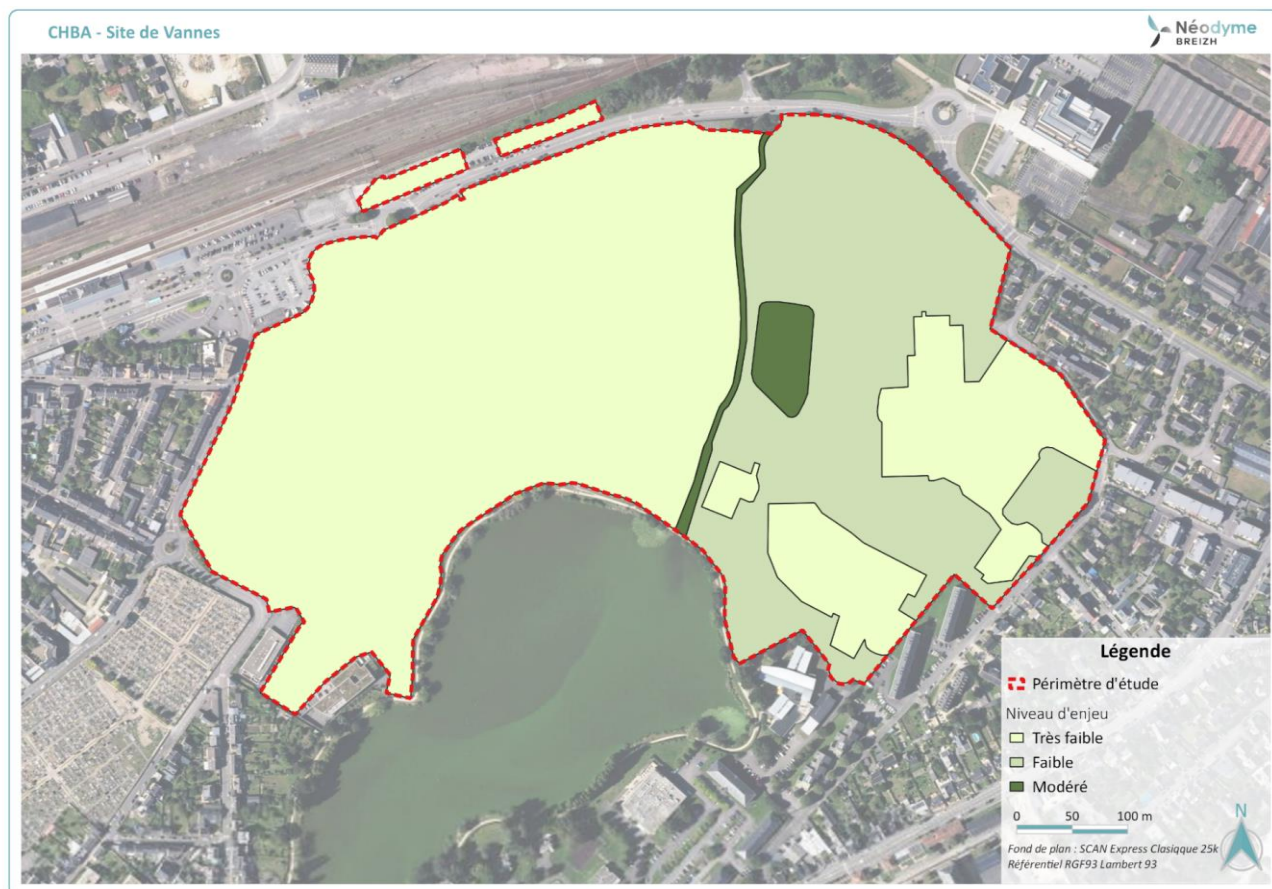 CHBA - Site de Vannes
Néodyme
BREIZH
Légende
Périmètre d'étude
Niveau d'enjeu
Très faible
Faible
Modéré
0 50 100 m
N
Fond de plan : SCAN Express Clasiqque 25k
Référentiel RGF93 Lambert 93